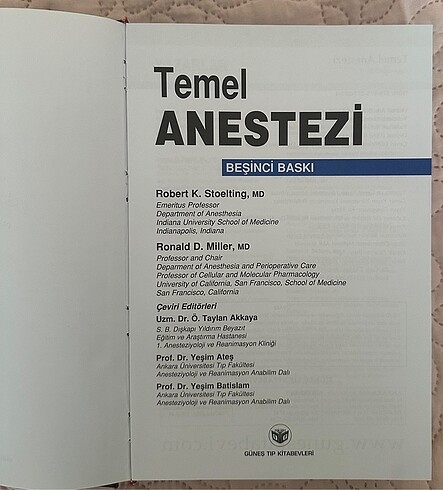 Temel
ANESTEZİ
BEŞİNCİ BASKI
Robert K. Stoelting, MD
Emeritus Professor
Department of Anesthesia
Indiana University School of Medicine
Indianapolis, Indiana
Ronald D. Miller, MD
Professor and Chair
Deparment of Anesthesia and Perioperative Care
Professor of Cellular and Molecular Pharmacology
University of California, San Francisco, School of Medicine
San Francisco, California
Çeviri Editörleri
Uzm. Dr. Ö. Taylan Akkaya
S. B. Dışkapı Yıldırım Beyazıt
Eğitim ve Araştırma Hastanesi
1. Anesteziyoloji ve Reanimasyon Kliniği
Prof. Dr. Yeşim Ateş
Ankara Üniversitesi Tıp Fakültesi
Anesteziyoloji ve Reanimasyon Anabilim Dalı
Prof. Dr. Yeşim Batislam
Ankara Üniversitesi Tıp Fakültesi
Anesteziyoloji ve Reanimasyon Anabilim Dalı
GÜNEŞ TIP KİTABEVLERİ